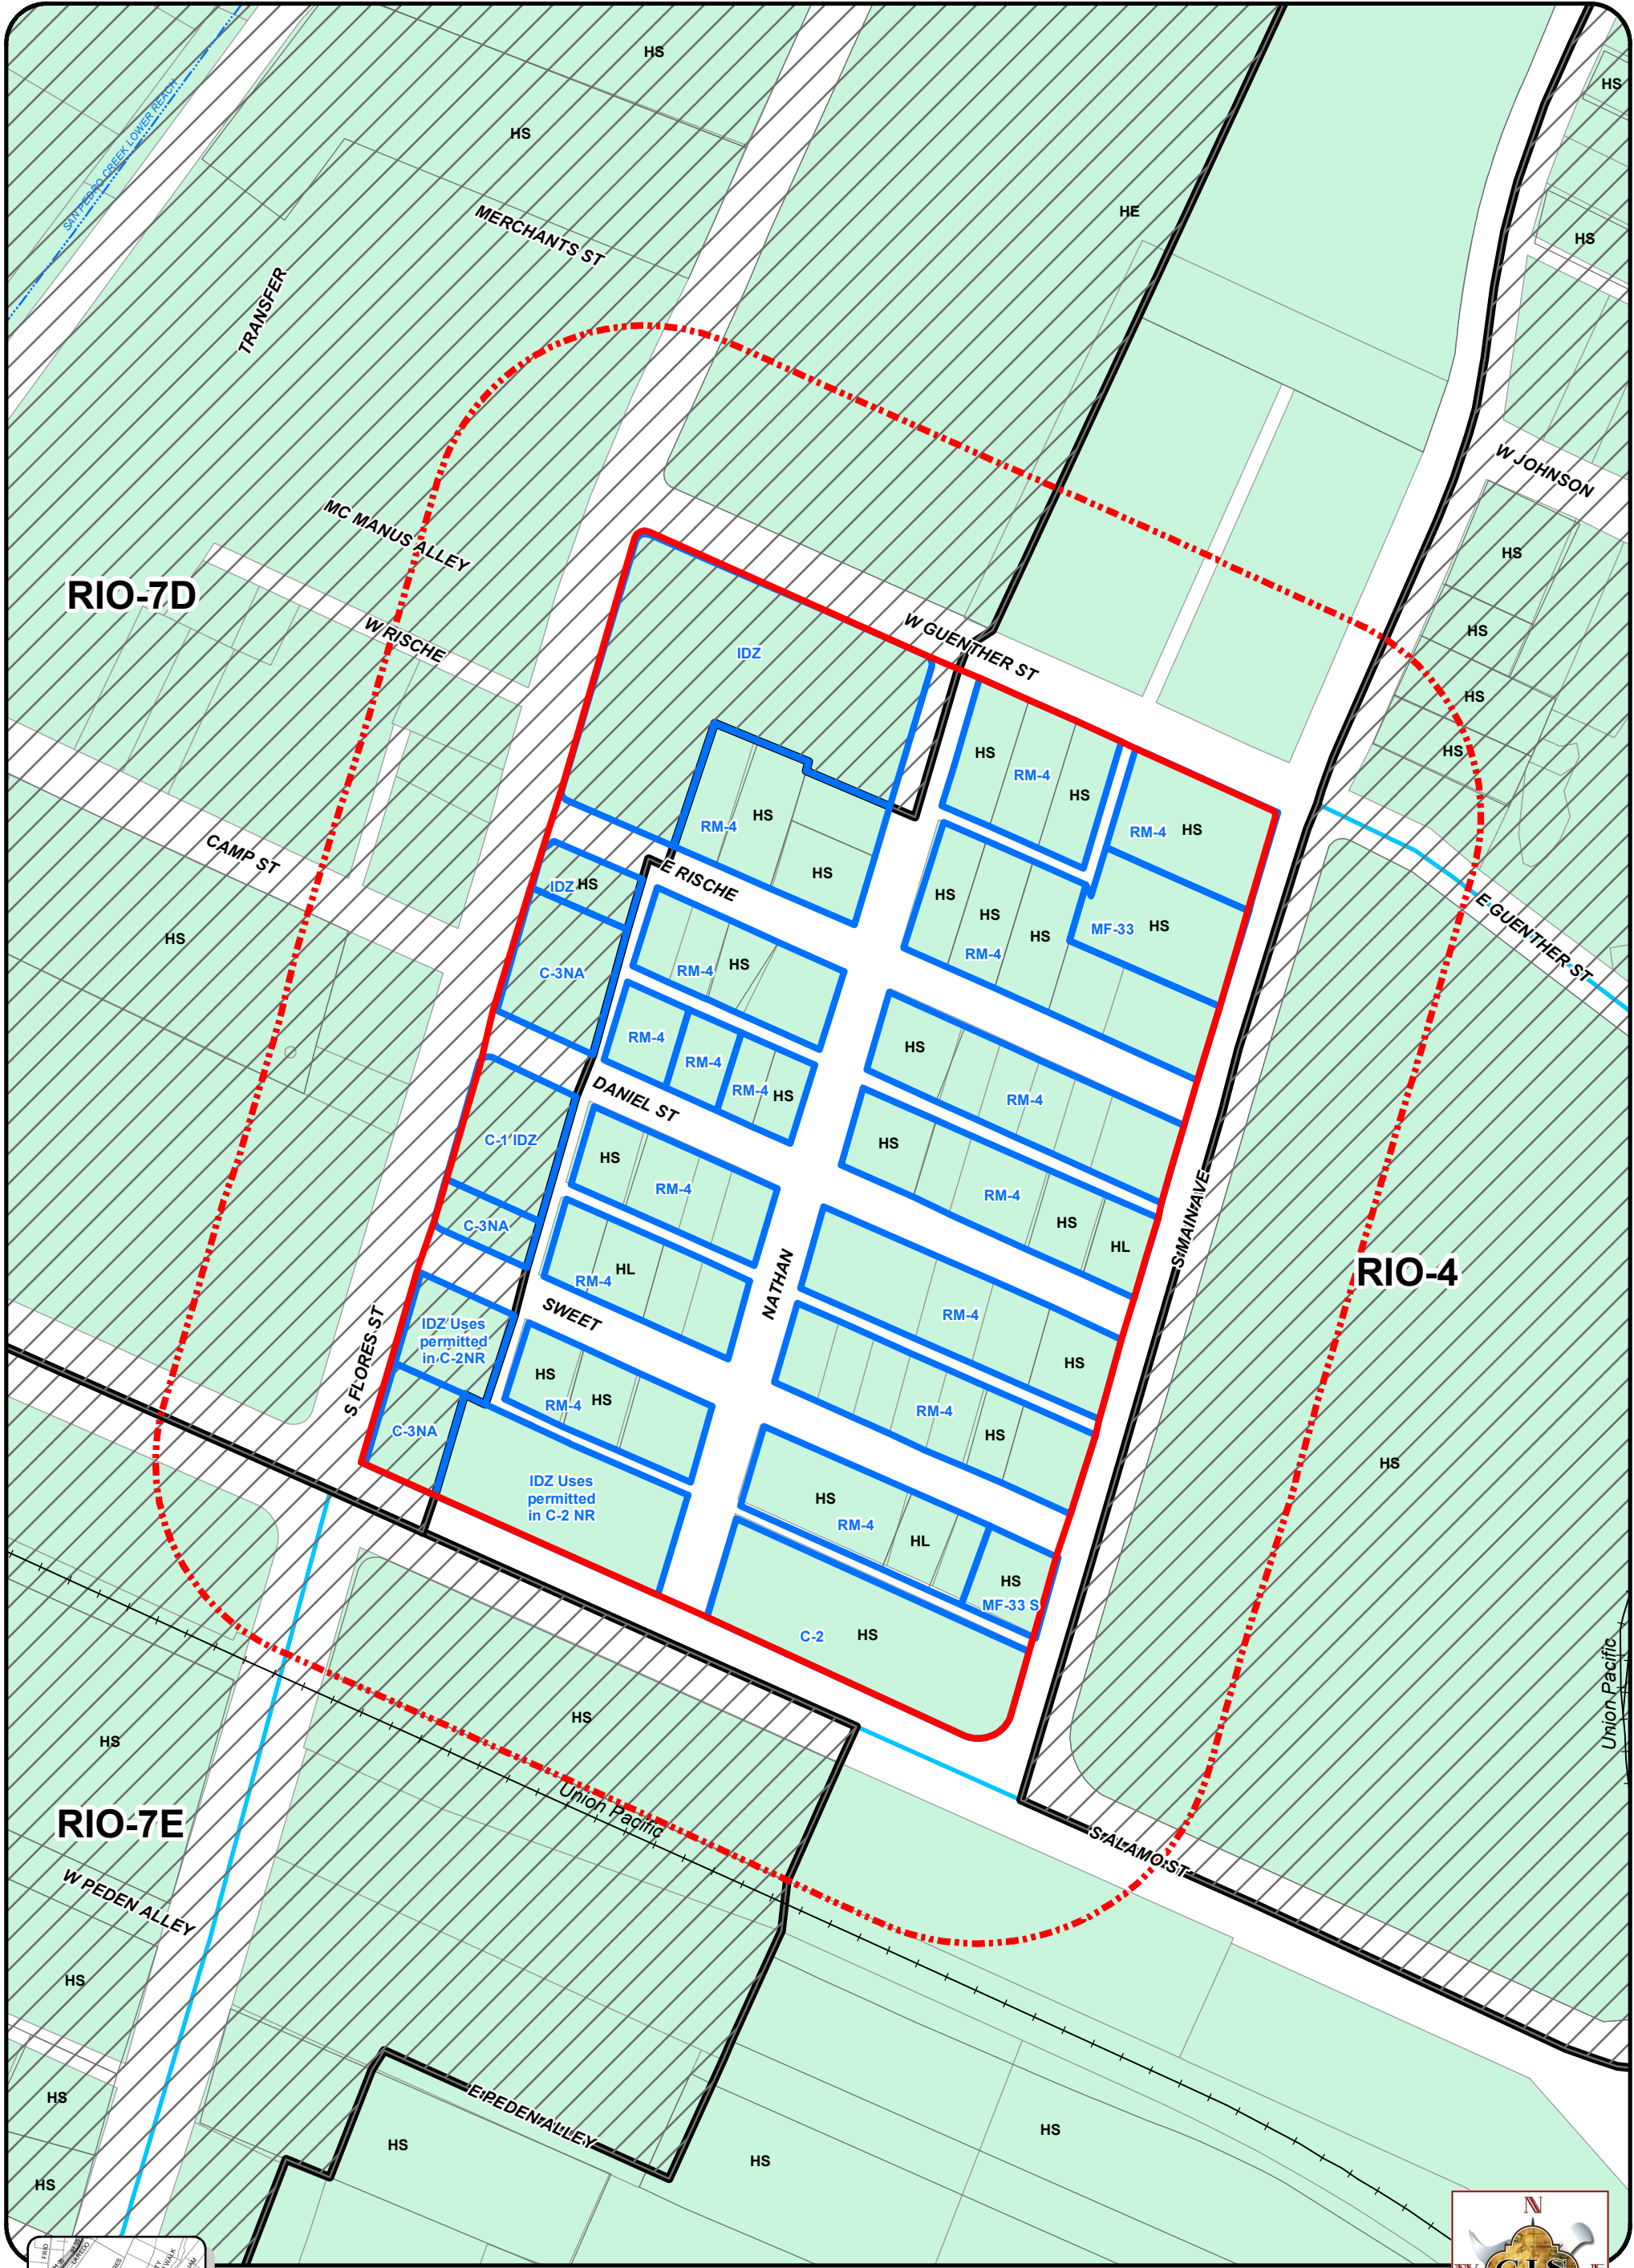 HS
HS
HS
SAN PEDRO CREEK LOWER REACH
HE
MERCHANTS ST
HS
TRANSFER
W JOHNSON
MC MANUS ALLEY
HS
RIO-7D
W RISCHE
W GUENTHER ST
HS
IDZ
HS
HS
HS
RM-4
HS
HS
RM-4
RM-4
HS
CAMP ST
HS
E RISCHE
IDZ
HS
HS
HS
RM-4
HS
HS
MF-33
HS
E GUENTHER ST
HS
RM-4
RM-4
HS
C-3NA
RM-4
HS
RM-4
RM-4
HS
RM-4
DANIEL ST
C-1 IDZ
HS
HS
RM-4
RM-4
HS
HL
C-3NA
S MAIN AVE
HL
RM-4
NATHAN
RIO-4
SWEET
RM-4
IDZ Uses
permitted
in C-2NR
S FLORES ST
HS
HS
HS
RM-4
RM-4
HS
C-3NA
HS
IDZ Uses
permitted
in C-2 NR
HS
RM-4
HL
HS
MF-33 S
C-2
HS
Union Pacific
HS
HS
RIO-7E
Union Pacific
S ALAMO ST
W PEDEN ALLEY
HS
HS
E PEDEN ALLEY
HS
HS
HS
HS
N
FRIO
LAREDO
GIS